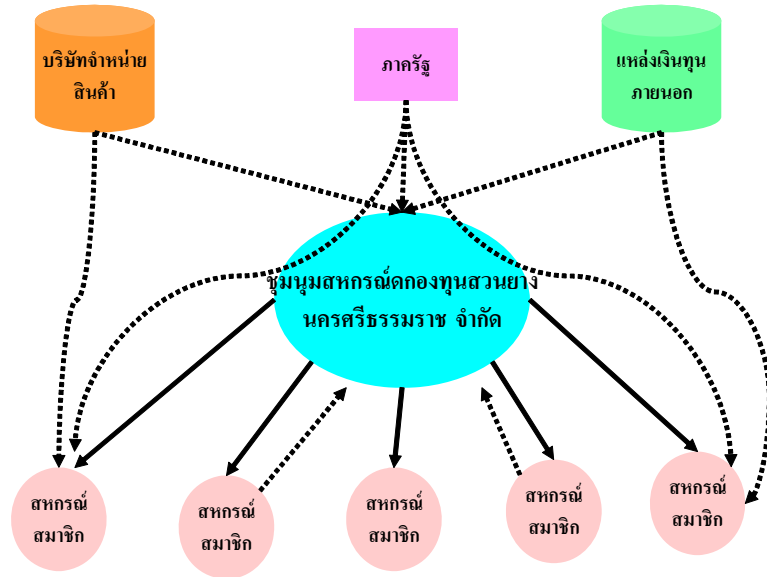 บริษัทจำหน่าย
สินค้า
ภาครัฐ
แหล่งเงินทุน
ภายนอก
ชุมนุมสหกรณ์ดกองทุนสวนยาง
นครศรีธรรมราช จำกัด
สหกรณ์
สมาชิก
สหกรณ์
สมาชิก
สหกรณ์
สมาชิก
สหกรณ์
สมาชิก
สหกรณ์
สมาชิก